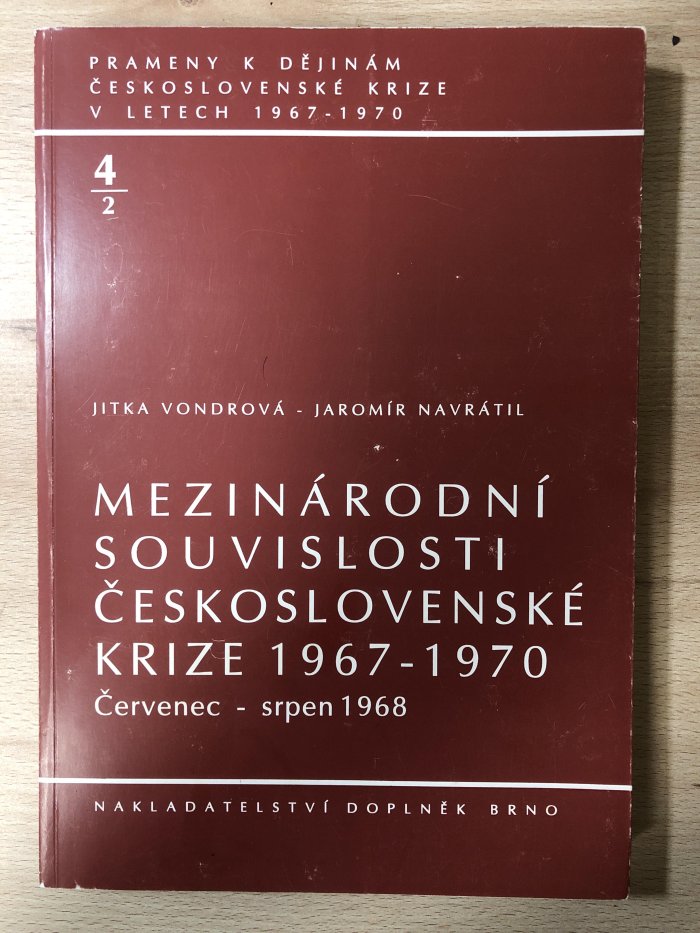 PRAMENY K DĚJINÁM
ČESKOSLOVENSKÉ KRIZE
V LETECH 1967-1970
4
2
JITKA VONDROVÁ - JAROMÍR NAVRÁTIL
MEZINÁRODNÍ
SOUVISLOSTI
ČESKOSLOVENSKÉ
KRIZE 1967-1970
Červenec - srpen 1968
NAKLADATELSTVÍ DOPLNĚK BRNO